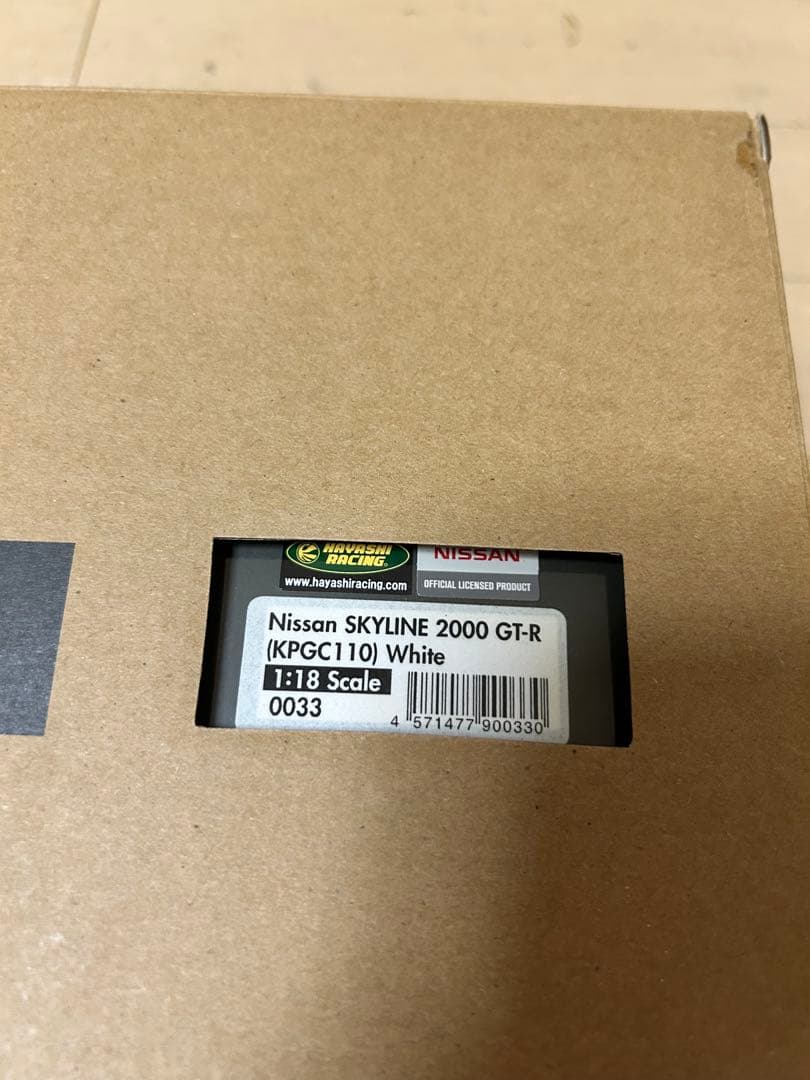 HAYASHI
RACING
www.hayashiracing.com
NISSAN
OFFICIAL LICENSED PRODUCT
Nissan SKYLINE 2000 GT-R
(KPGC110) White
1:18 Scale
0033
4 571477 900330